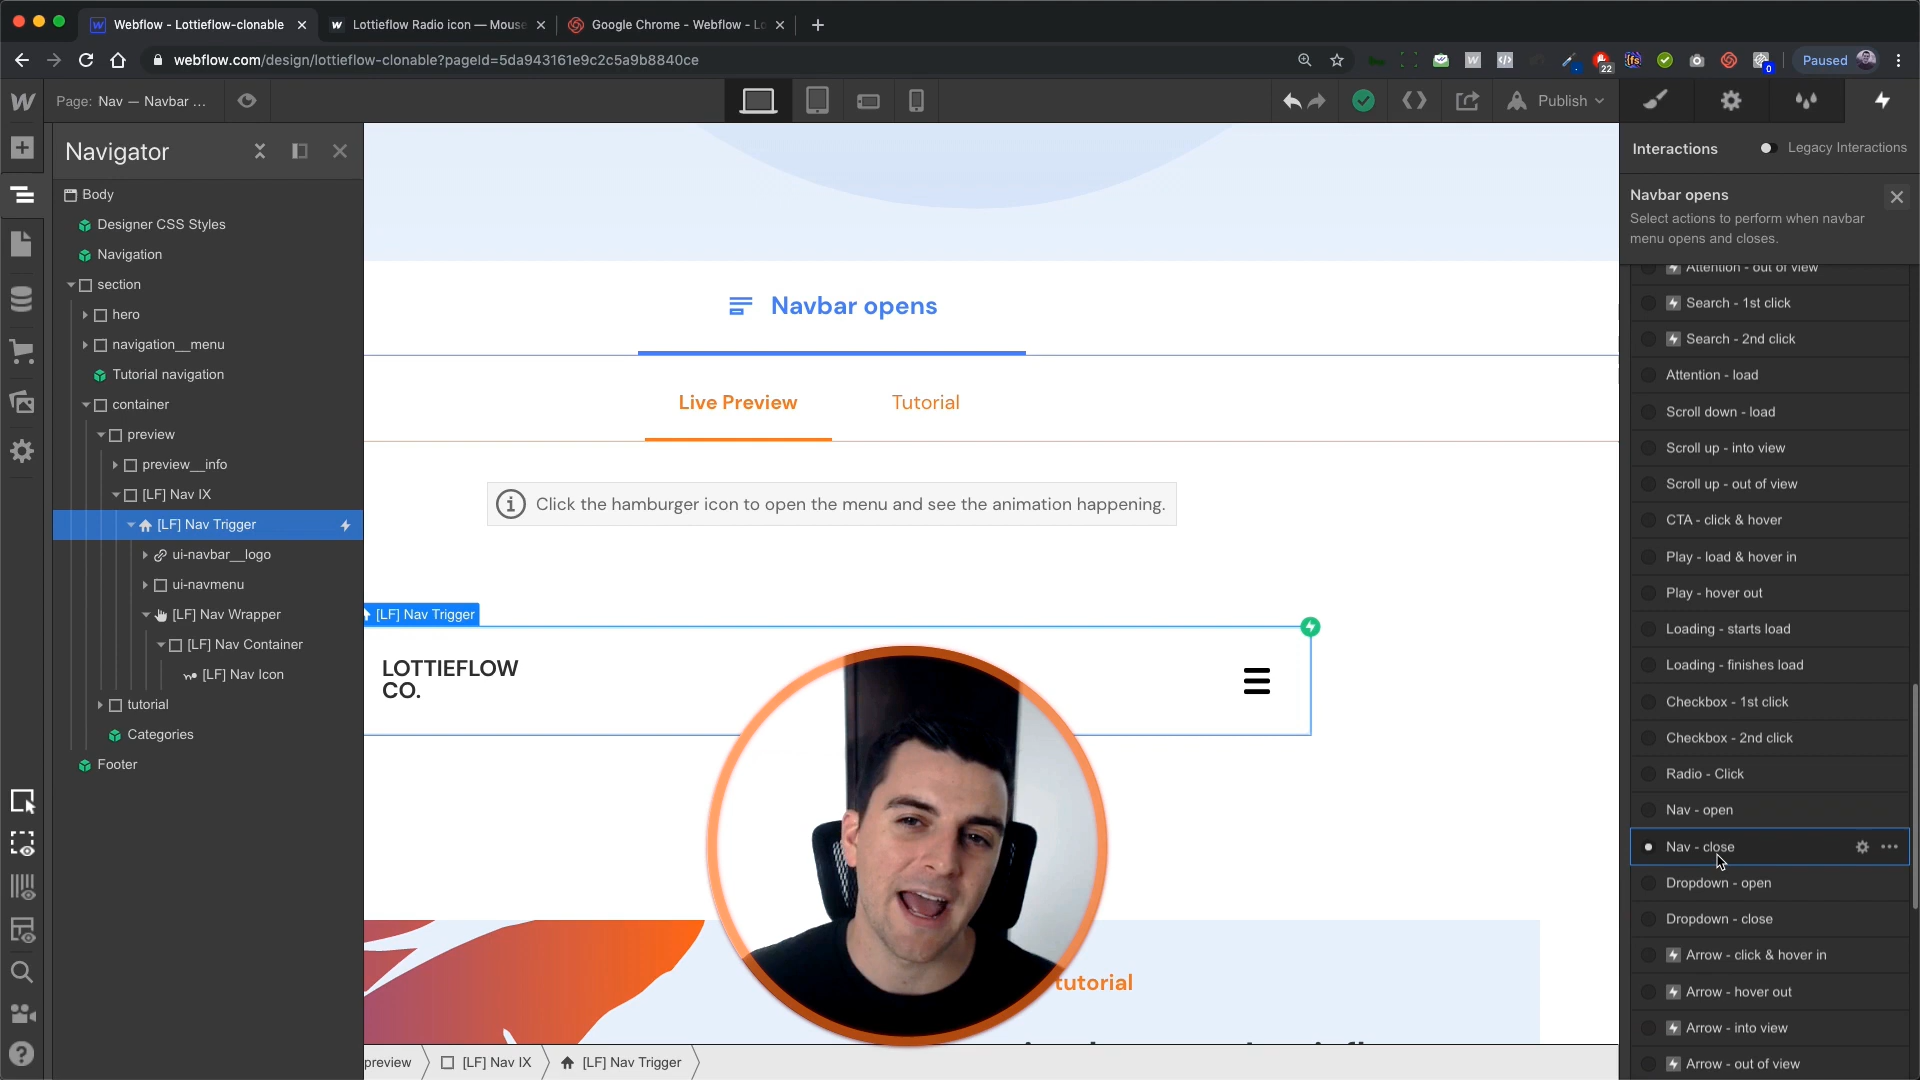 Webflow - Lottieflow-clonable
Lottieflow Radio icon — Mouse
Google Chrome - Webflow - Lo
webflow.com/design/lottieflow-clonable?pageId=5da943161e9c2c5a9b8840ce
22
0
Paused
Page: Nav — Navbar ...
Publish
Navigator
Body
Designer CSS Styles
Navigation
section
hero
navigation__menu
Tutorial navigation
container
preview
preview__info
[LF] Nav IX
[LF] Nav Trigger
ui-navbar__logo
ui-navmenu
[LF] Nav Wrapper
[LF] Nav Container
[LF] Nav Icon
tutorial
Categories
Footer
Navbar opens
Live Preview
Tutorial
Click the hamburger icon to open the menu and see the animation happening.
[LF] Nav Trigger
LOTTIEFLOW
CO.
tutorial
preview
[LF] Nav IX
[LF] Nav Trigger
Interactions
Legacy Interactions
Navbar opens
Select actions to perform when navbar
menu opens and closes.
Attention - out of view
Search - 1st click
Search - 2nd click
Attention - load
Scroll down - load
Scroll up - into view
Scroll up - out of view
CTA - click & hover
Play - load & hover in
Play - hover out
Loading - starts load
Loading - finishes load
Checkbox - 1st click
Checkbox - 2nd click
Radio - Click
Nav - open
Nav - close
Dropdown - open
Dropdown - close
Arrow - click & hover in
Arrow - hover out
Arrow - into view
Arrow - out of view